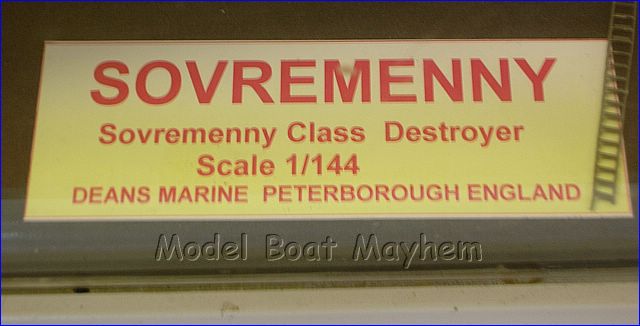 SOVREMENNY
Sovremenny Class Destroyer
Scale 1/144
DEANS MARINE PETERBOROUGH ENGLAND
Model Boat Mayhem